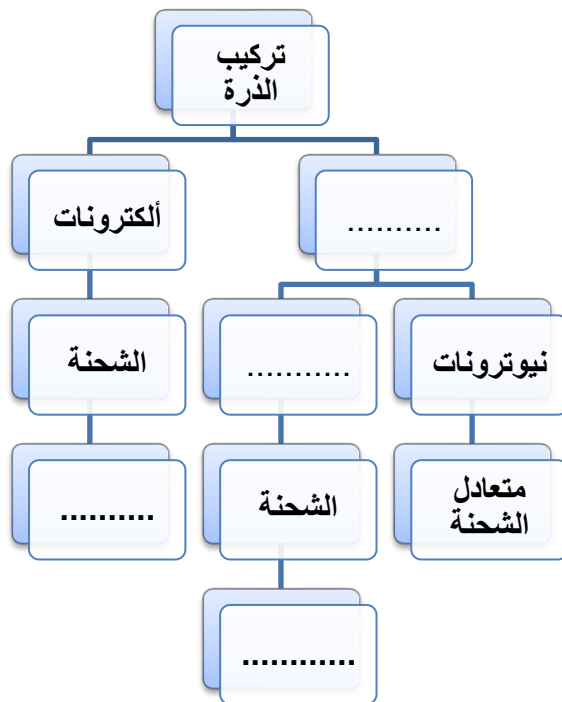 تركيب
الذرة
..........
ألكترونات
نيوترونات
...........
الشحنة
متعادل
الشحنة
الشحنة
..........
............